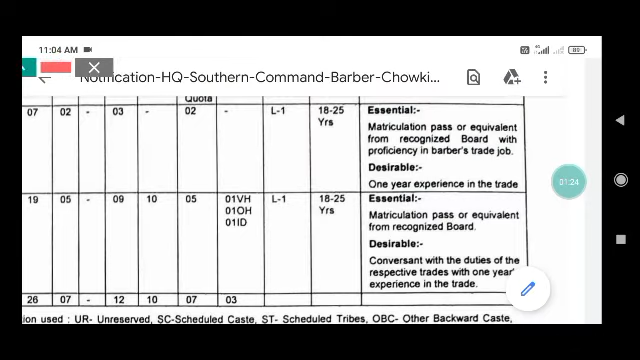 11:04 AM
89
Notification-HQ-Southern-Command-Barber-Chowki...
Quota
07 02 - 03 - 02 - L-1 18-25 Essential:-
Yrs
Matriculation pass or equivalent
from recognized Board with
proficiency in barber's trade job.
Desirable:-
One year experience in the trade
19 05 - 09 10 05 01VH L-1 18-25 Essential:-
01OH Yrs
01ID
Matriculation pass or equivalent
from recognized Board.
Desirable:-
Conversant with the duties of the
respective trades with one year
experience in the trade.
26 07 - 12 10 07 03
ion used : UR- Unreserved, SC-Scheduled Caste, ST- Scheduled Tribes, OBC- Other Backward Caste,
01:24